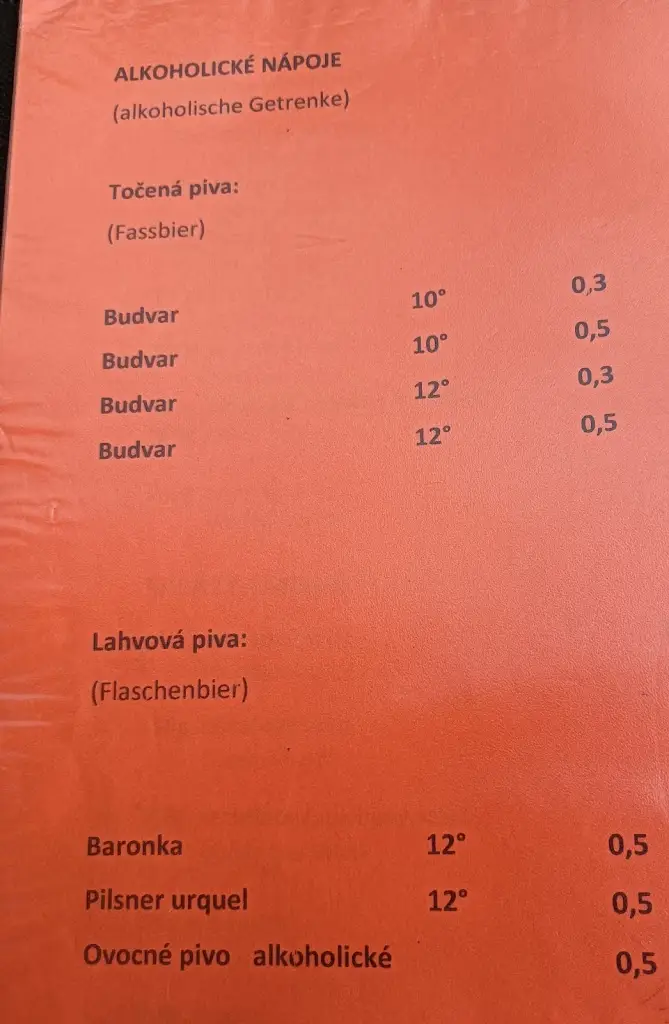 ALKOHOLICKÉ NÁPOJE
(alkoholische Getrenke)
Točená piva:
(Fassbier)
Budvar 10° 0,3
Budvar 10° 0,5
Budvar 12° 0,3
Budvar 12° 0,5
Lahvová piva:
(Flaschenbier)
Baronka 12° 0,5
Pilsner urquel 12° 0,5
Ovocné pivo alkoholické 0,5